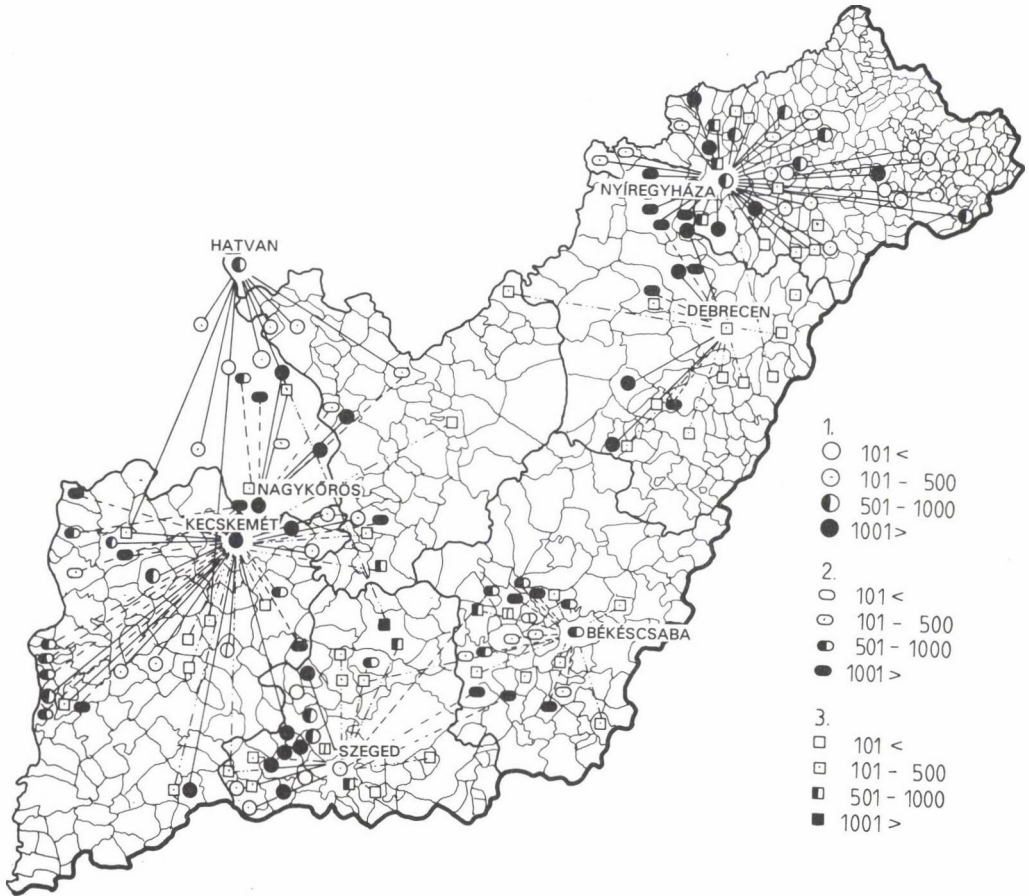 NYÍREGYHÁZA
HATVAN
DEBRECEN
NAGYKŐRÖS
KECSKEMÉT
BÉKÉSCSABA
SZEGED
1.
101 <
101 - 500
501 - 1000
1001 >
2.
101 <
101 - 500
501 - 1000
1001 >
3.
101 <
101 - 500
501 - 1000
1001 >